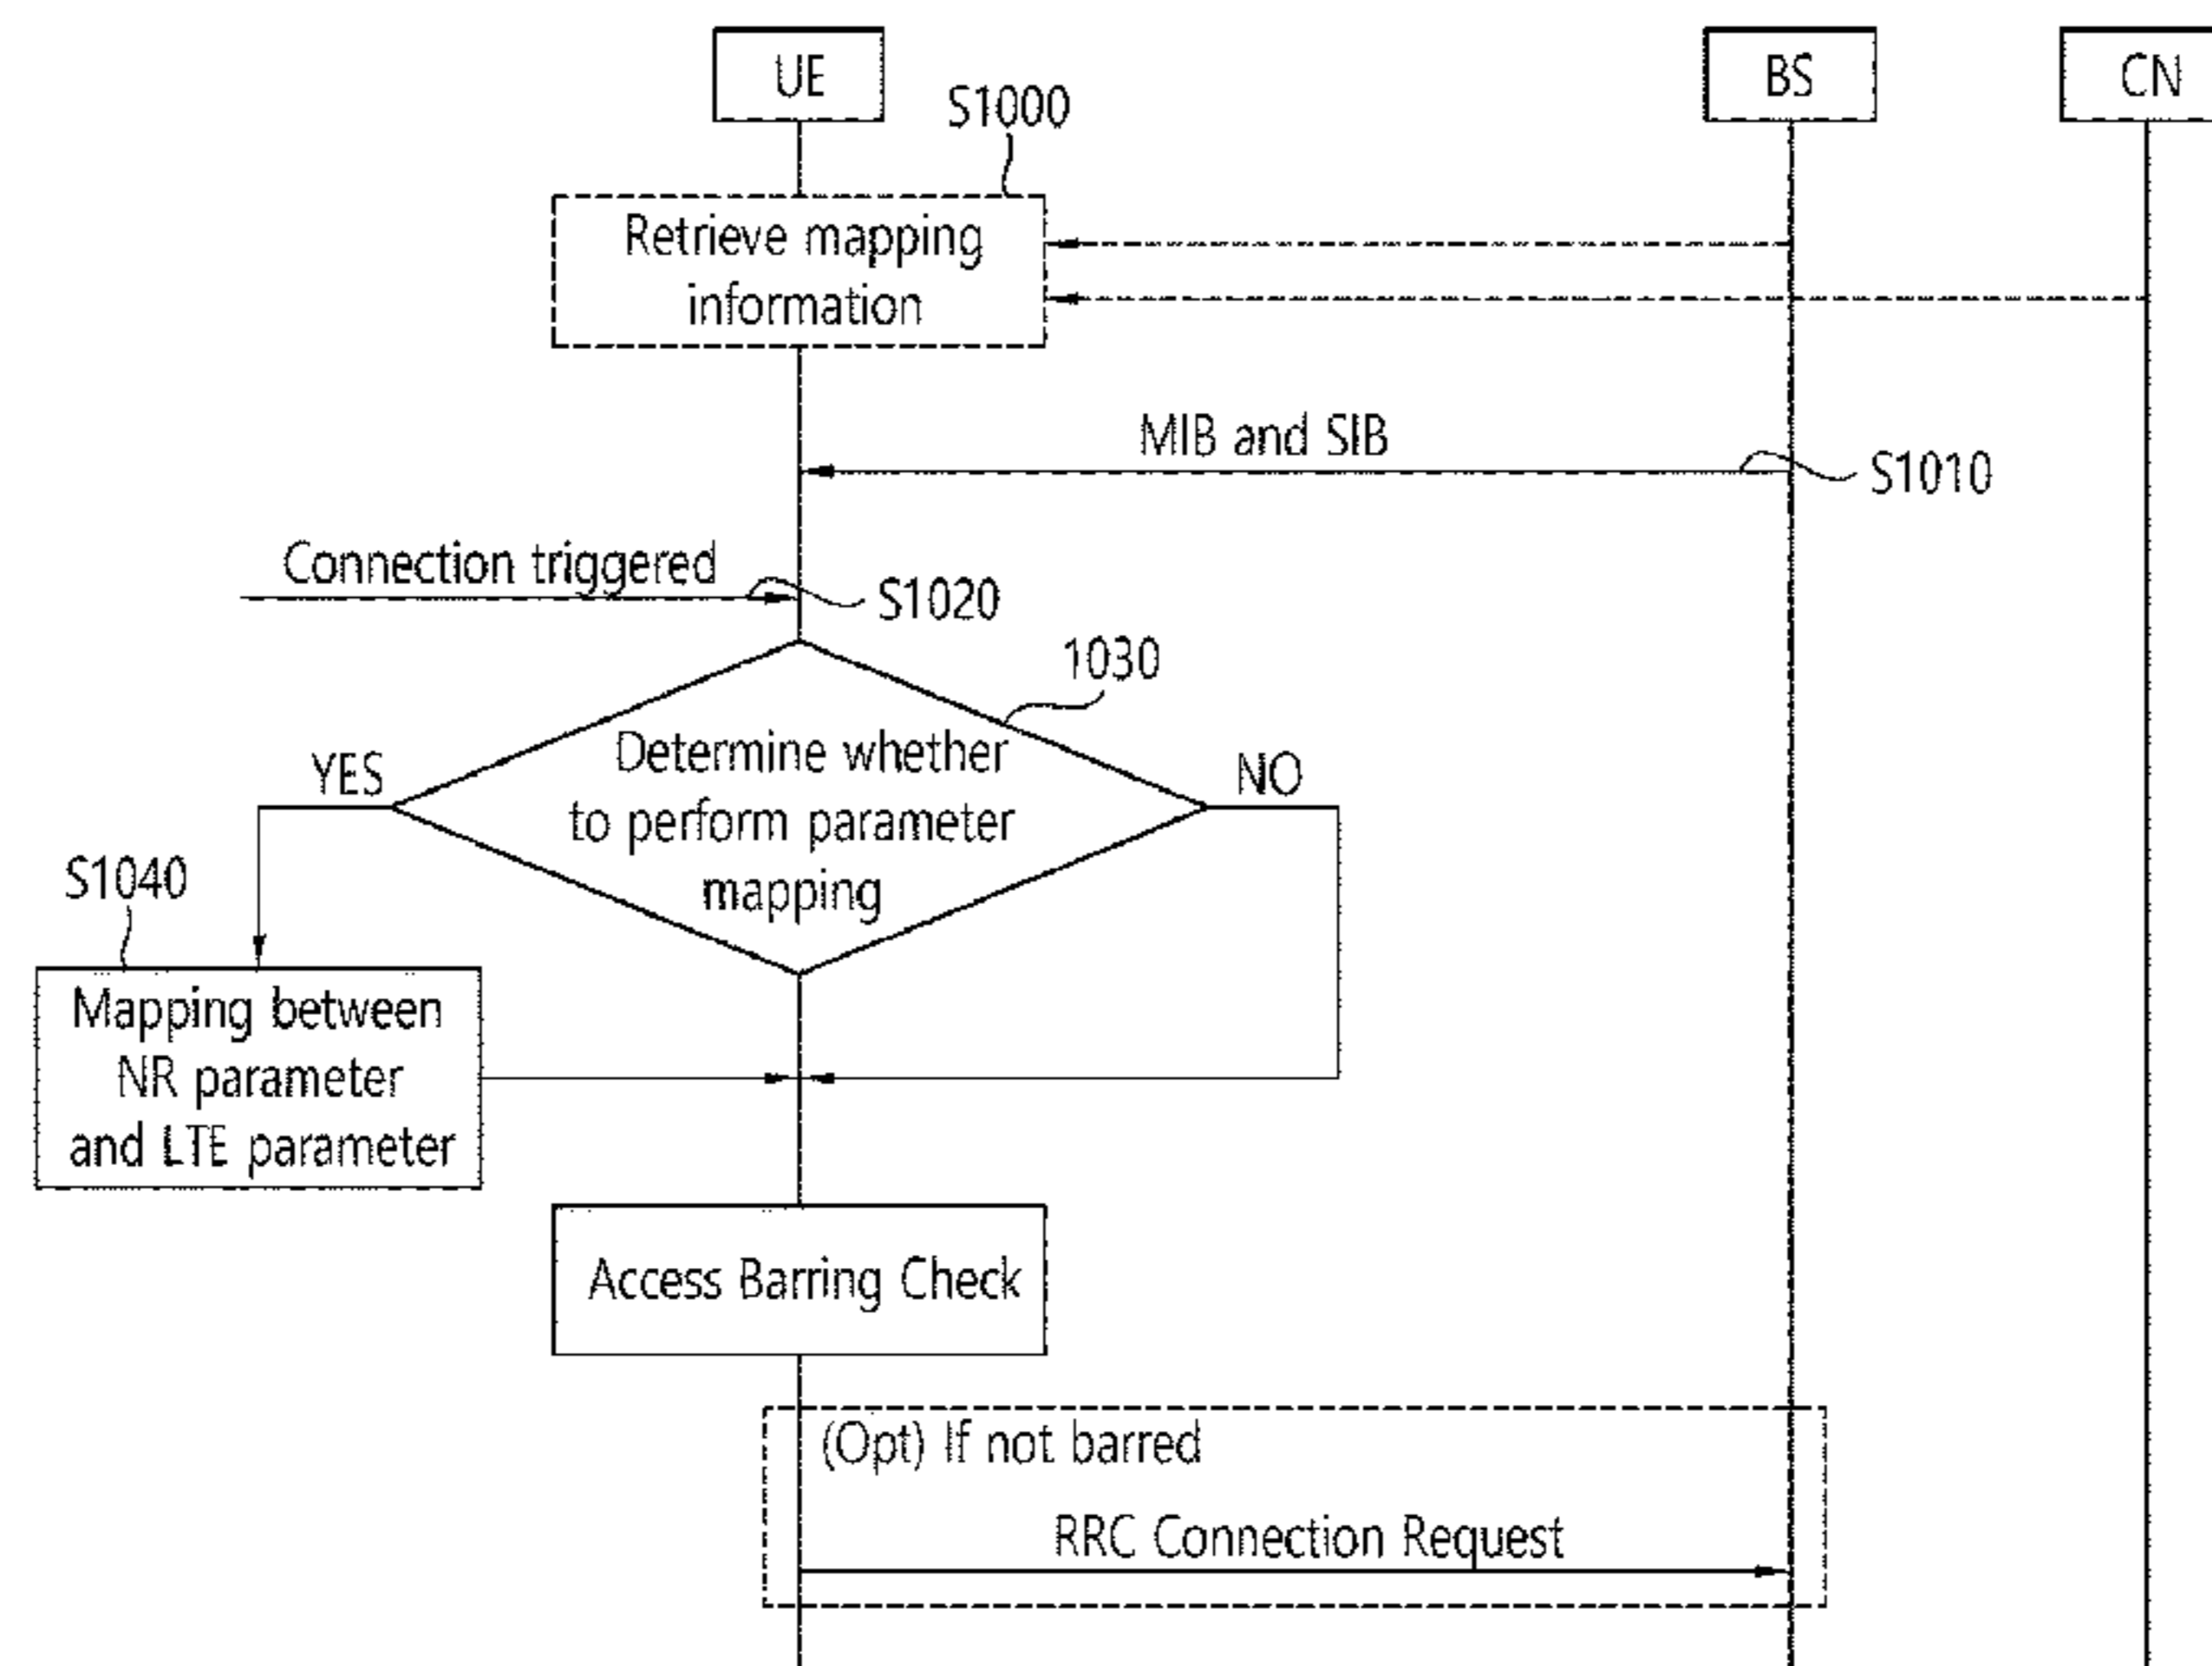 UE
BS
CN
S1000
Retrieve mapping
information
MIB and SIB
S1010
Connection triggered
S1020
1030
Determine whether
to perform parameter
mapping
YES
NO
S1040
Mapping between
NR parameter
and LTE parameter
Access Barring Check
(Opt) If not barred
RRC Connection Request